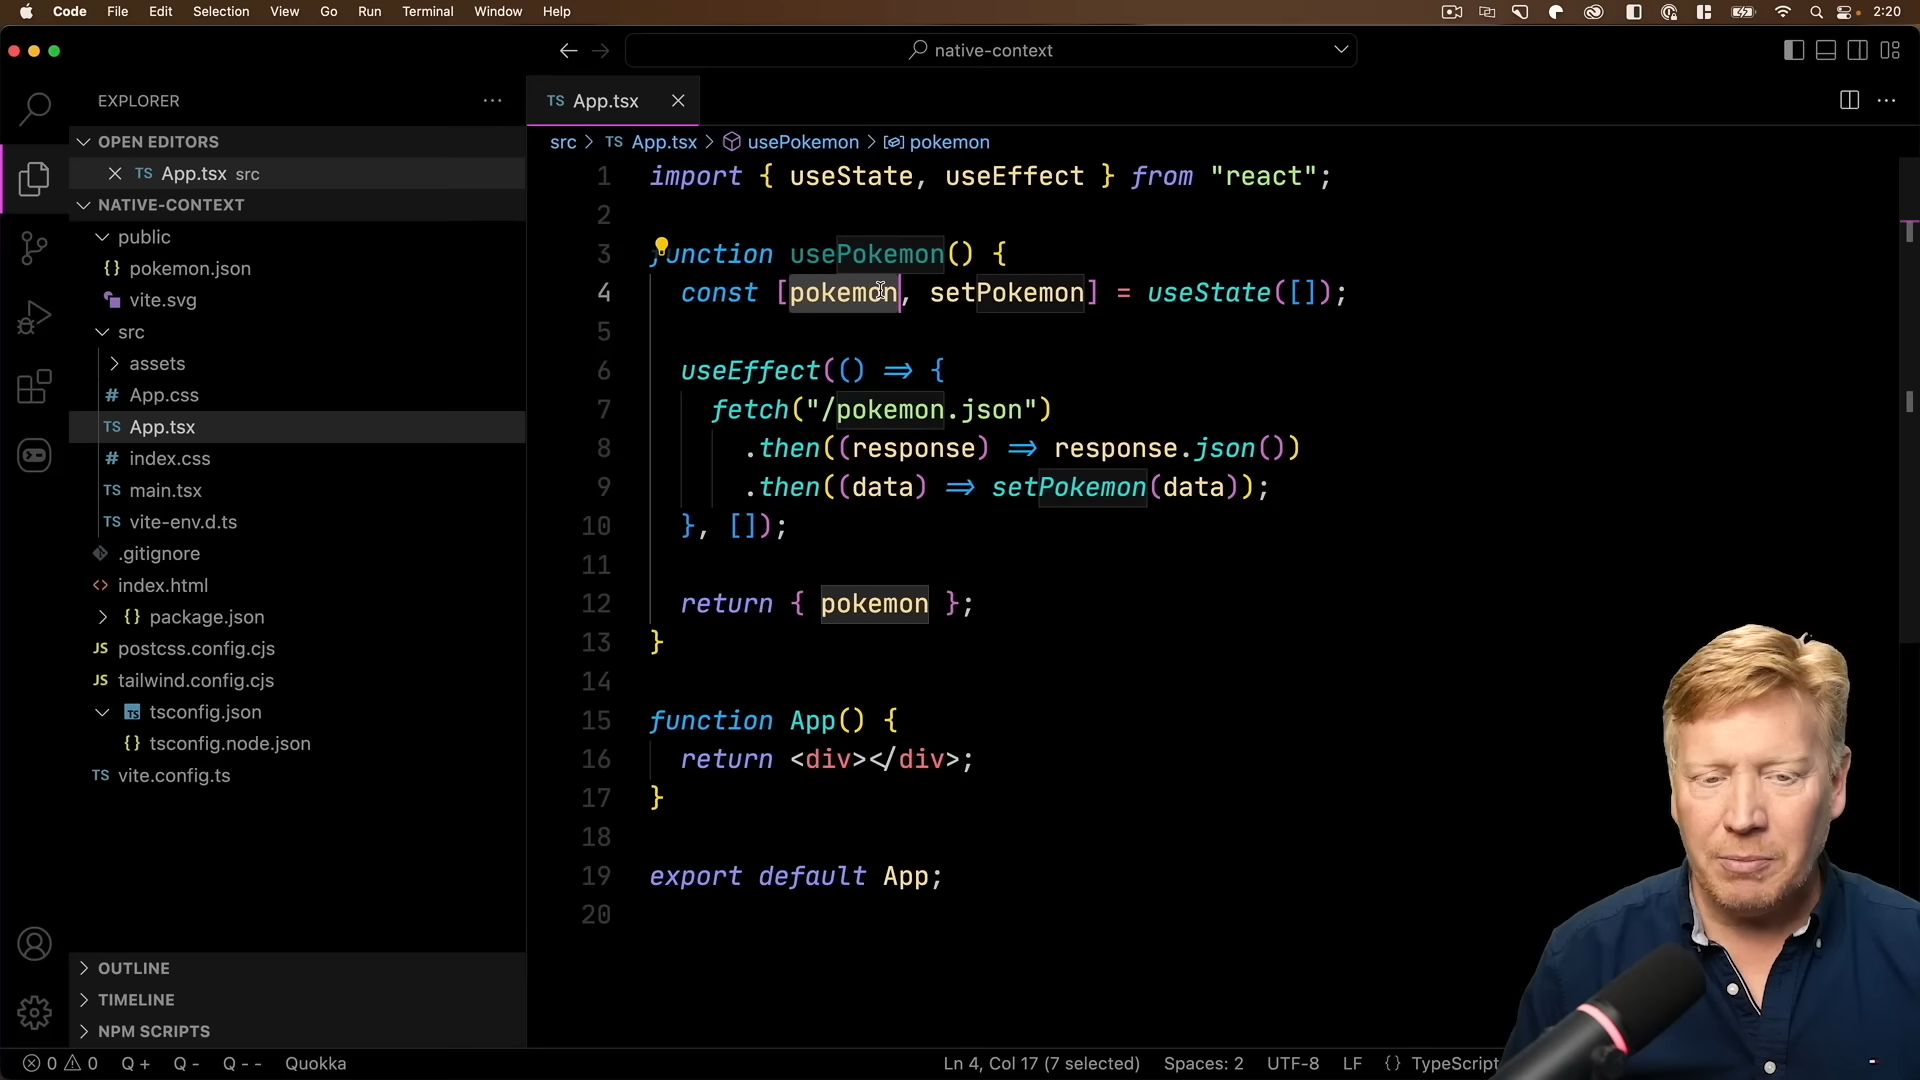 Code File Edit Selection View Go Run Terminal Window Help 2:20
native-context
EXPLORER
TS App.tsx
OPEN EDITORS
src TS App.tsx usePokemon pokemon
TS App.tsx src
NATIVE-CONTEXT
public
{} pokemon.json
vite.svg
src
assets
# App.css
TS App.tsx
# index.css
TS main.tsx
TS vite-env.d.ts
.gitignore
<> index.html
{} package.json
JS postcss.config.cjs
JS tailwind.config.cjs
TS tsconfig.json
{} tsconfig.node.json
TS vite.config.ts
OUTLINE
TIMELINE
NPM SCRIPTS
1 import { useState, useEffect } from "react";
2
3 function usePokemon() {
4 const [pokemon, setPokemon] = useState([]);
5
6 useEffect(() => {
7 fetch("/pokemon.json")
8 .then((response) => response.json())
9 .then((data) => setPokemon(data));
10 }, []);
11
12 return { pokemon };
13 }
14
15 function App() {
16 return <div></div>;
17 }
18
19 export default App;
20
0 0 Q + Q - Q -- Quokka Ln 4, Col 17 (7 selected) Spaces: 2 UTF-8 LF {} TypeScript